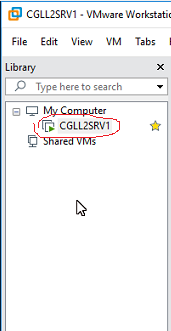 CGLL2SRV1 - VMware Workstatio
File Edit View VM Tabs
Library
Type here to search
My Computer
CGLL2SRV1
Shared VMs